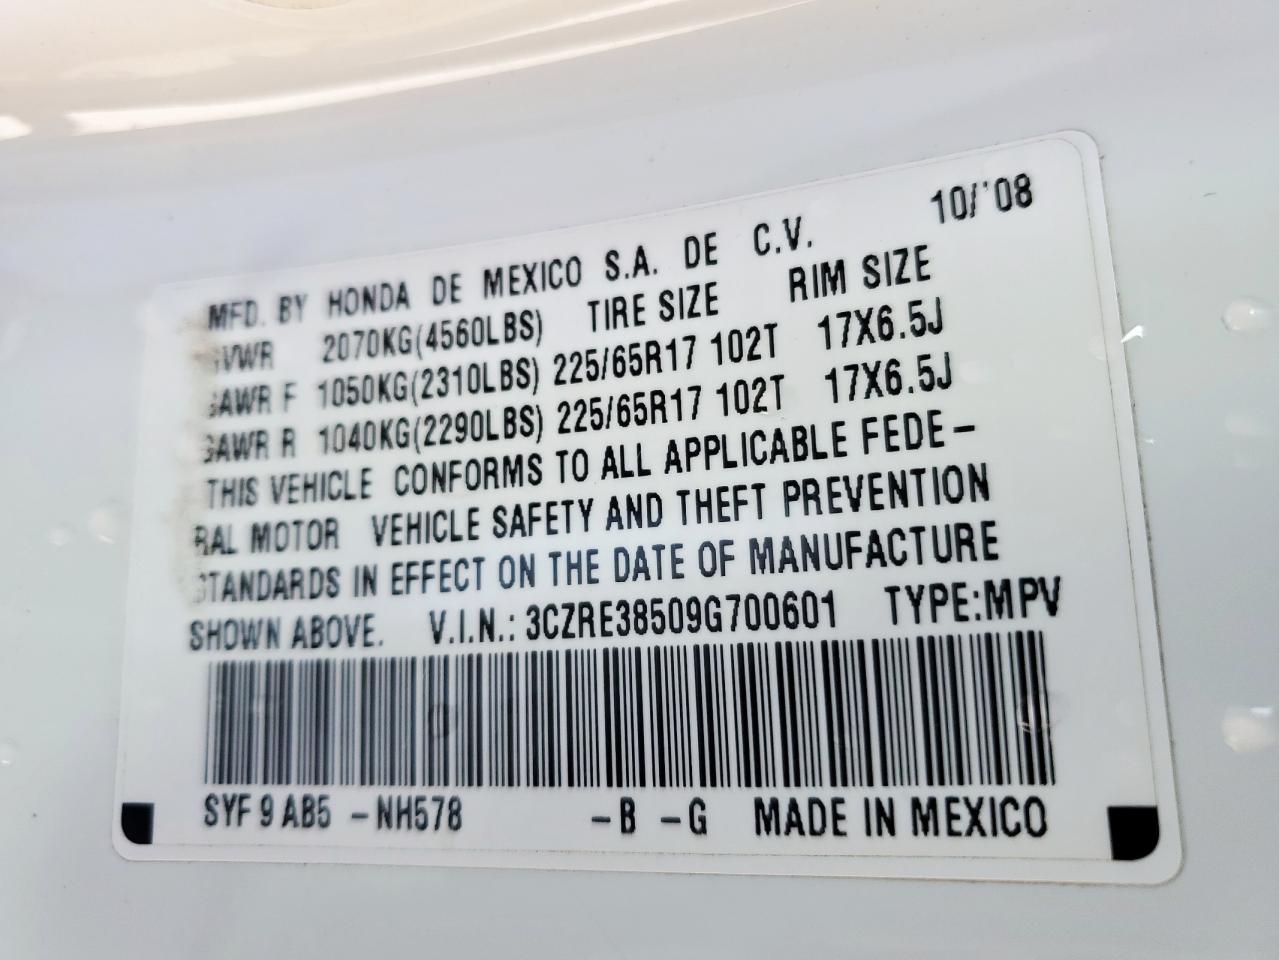 MFD. BY HONDA DE MEXICO S.A. DE C.V. 10/'08
GVWR 2070KG(4560LBS) TIRE SIZE RIM SIZE
GAWR F 1050KG(2310LBS) 225/65R17 102T 17X6.5J
GAWR R 1040KG(2290LBS) 225/65R17 102T 17X6.5J
THIS VEHICLE CONFORMS TO ALL APPLICABLE FEDE-
RAL MOTOR VEHICLE SAFETY AND THEFT PREVENTION
STANDARDS IN EFFECT ON THE DATE OF MANUFACTURE
SHOWN ABOVE. V.I.N.: 3CZRE38509G700601 TYPE:MPV
SYF 9 AB5 -NH578 -B -G MADE IN MEXICO